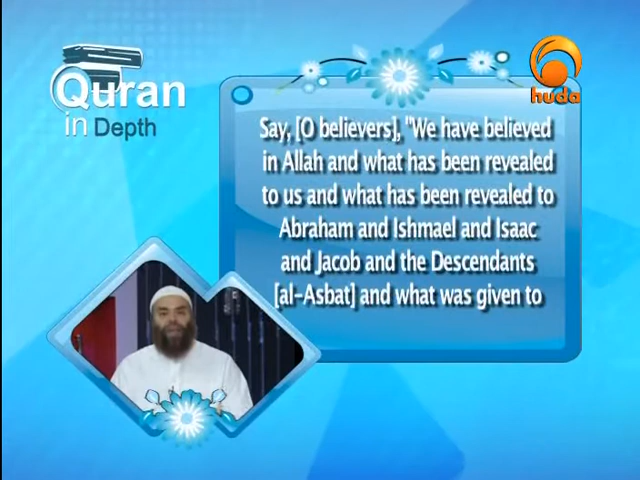 Quran
in Depth
huda
Say, [O believers], "We have believed
in Allah and what has been revealed
to us and what has been revealed to
Abraham and Ishmael and Isaac
and Jacob and the Descendants
[al-Asbat] and what was given to